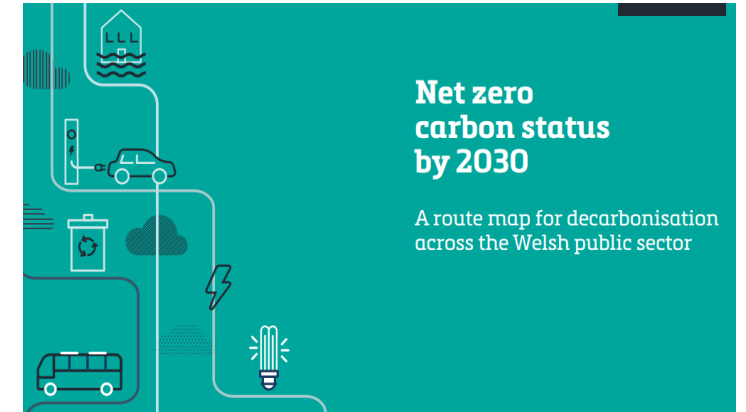 Net zero
carbon status
by 2030
A route map for decarbonisation
across the Welsh public sector